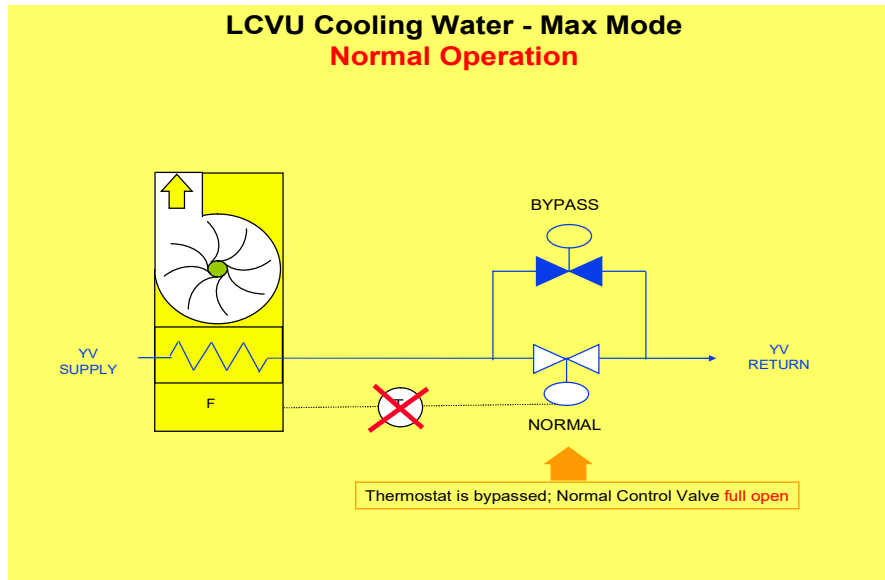 LCVU Cooling Water - Max Mode
Normal Operation
BYPASS
YV
SUPPLY
YV
RETURN
F
T
NORMAL
Thermostat is bypassed; Normal Control Valve full open